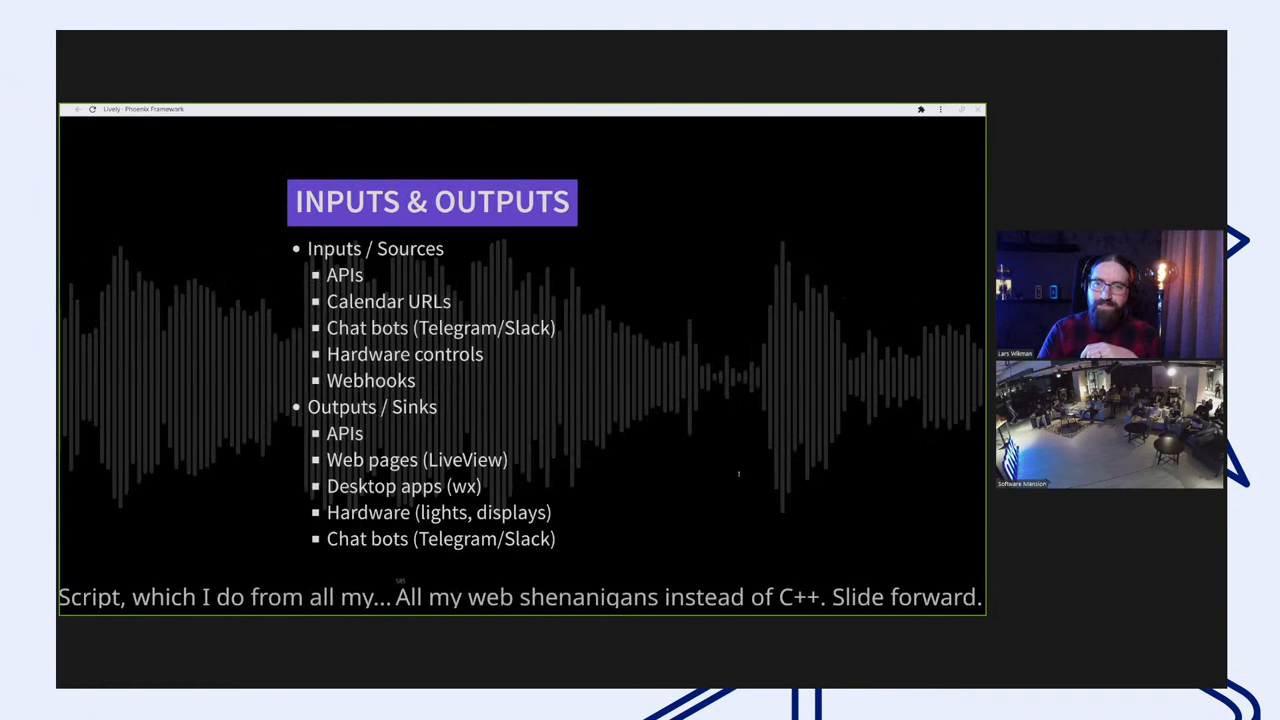 Lively · Phoenix Framework
INPUTS & OUTPUTS
• Inputs / Sources
▪ APIs
▪ Calendar URLs
▪ Chat bots (Telegram/Slack)
▪ Hardware controls
▪ Webhooks
• Outputs / Sinks
▪ APIs
▪ Web pages (LiveView)
▪ Desktop apps (wx)
▪ Hardware (lights, displays)
▪ Chat bots (Telegram/Slack)
585
Script, which I do from all my... All my web shenanigans instead of C++. Slide forward.
Lars Wikman
Software Mansion